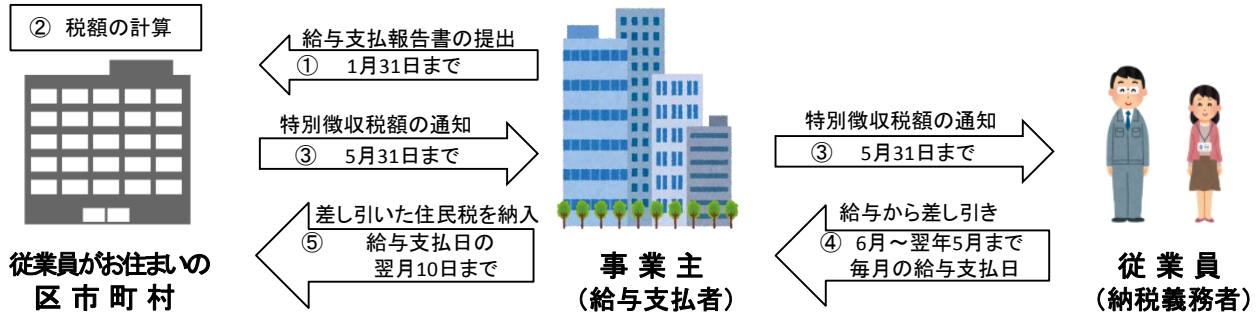 ② 税額の計算
給与支払報告書の提出
① 1月31日まで
特別徴収税額の通知
③ 5月31日まで
差し引いた住民税を納入
⑤ 給与支払日の
翌月10日まで
従業員がお住まいの
区市町村
事業主
(給与支払者)
特別徴収税額の通知
③ 5月31日まで
給与から差し引き
④ 6月~翌年5月まで
毎月の給与支払日
従業員
(納税義務者)